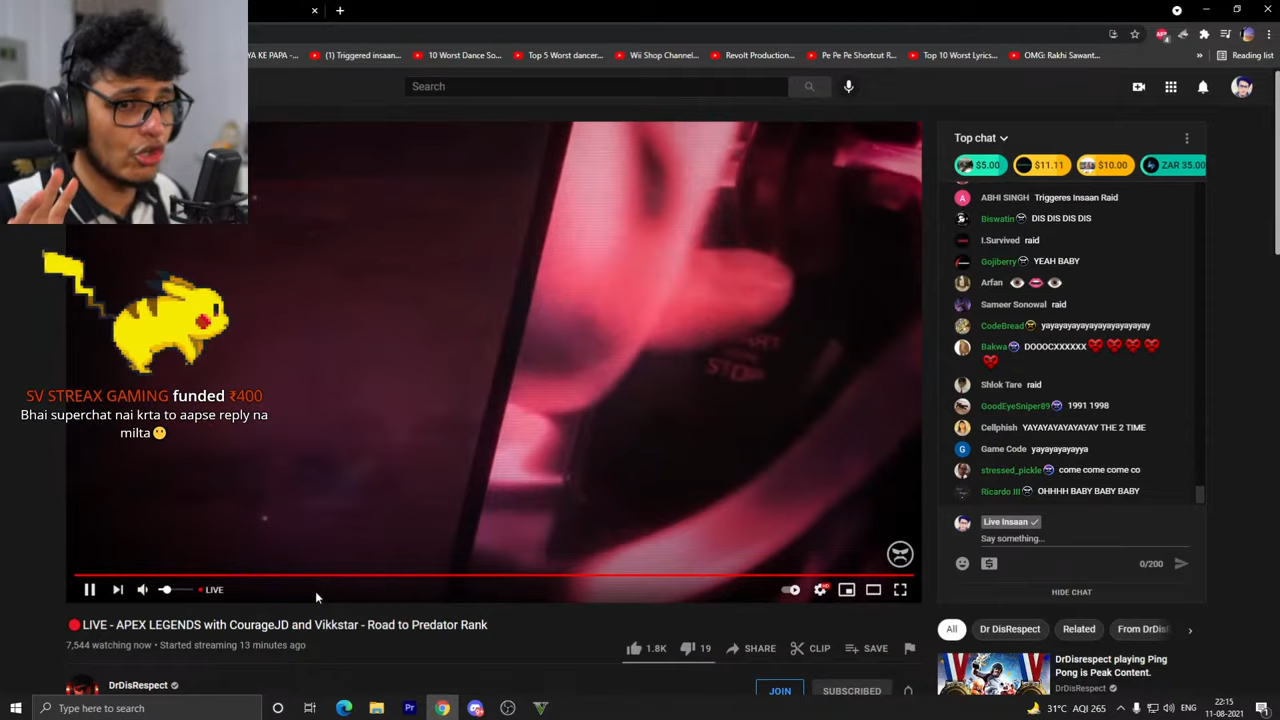 YA KE PAPA -...
(1) Triggered insaan...
10 Worst Dance So...
Top 5 Worst dancer...
Wii Shop Channel...
Revolt Production...
Pe Pe Pe Shortcut R...
Top 10 Worst Lyrics...
OMG: Rakhi Sawant...
»
Reading list
Search
Top chat
$5.00
$11.11
$10.00
ZAR 35.00
ABHI SINGH Triggeres Insaan Raid
Biswatin DIS DIS DIS DIS
I.Survived raid
Gojiberry YEAH BABY
Arfan 👁️👄👁️
Sameer Sonowal raid
CodeBread yayayayayayayayayayayay
Bakwa DOOOCXXXXX
Shlok Tare raid
GoodEyeSniper89 1991 1998
Cellphish YAYAYAYAYAYAY THE 2 TIME
Game Code yayayayayya
stressed_pickle come come come co
Ricardo III OHHHH BABY BABY BABY
Live Insaan
Say something...
0/200
HIDE CHAT
SV STREAX GAMING funded ₹400
Bhai superchat nai krta to aapse reply na
milta
STOP
LIVE
LIVE - APEX LEGENDS with CourageJD and Vikkstar - Road to Predator Rank
7,544 watching now • Started streaming 13 minutes ago
1.8K
19
SHARE
CLIP
SAVE
DrDisRespect
JOIN
SUBSCRIBED
All
Dr DisRespect
Related
From DrDisR
DrDisrespect playing Ping
Pong is Peak Content.
DrDisRespect
Type here to search
31°C AQI 265
22:15
11-08-2021